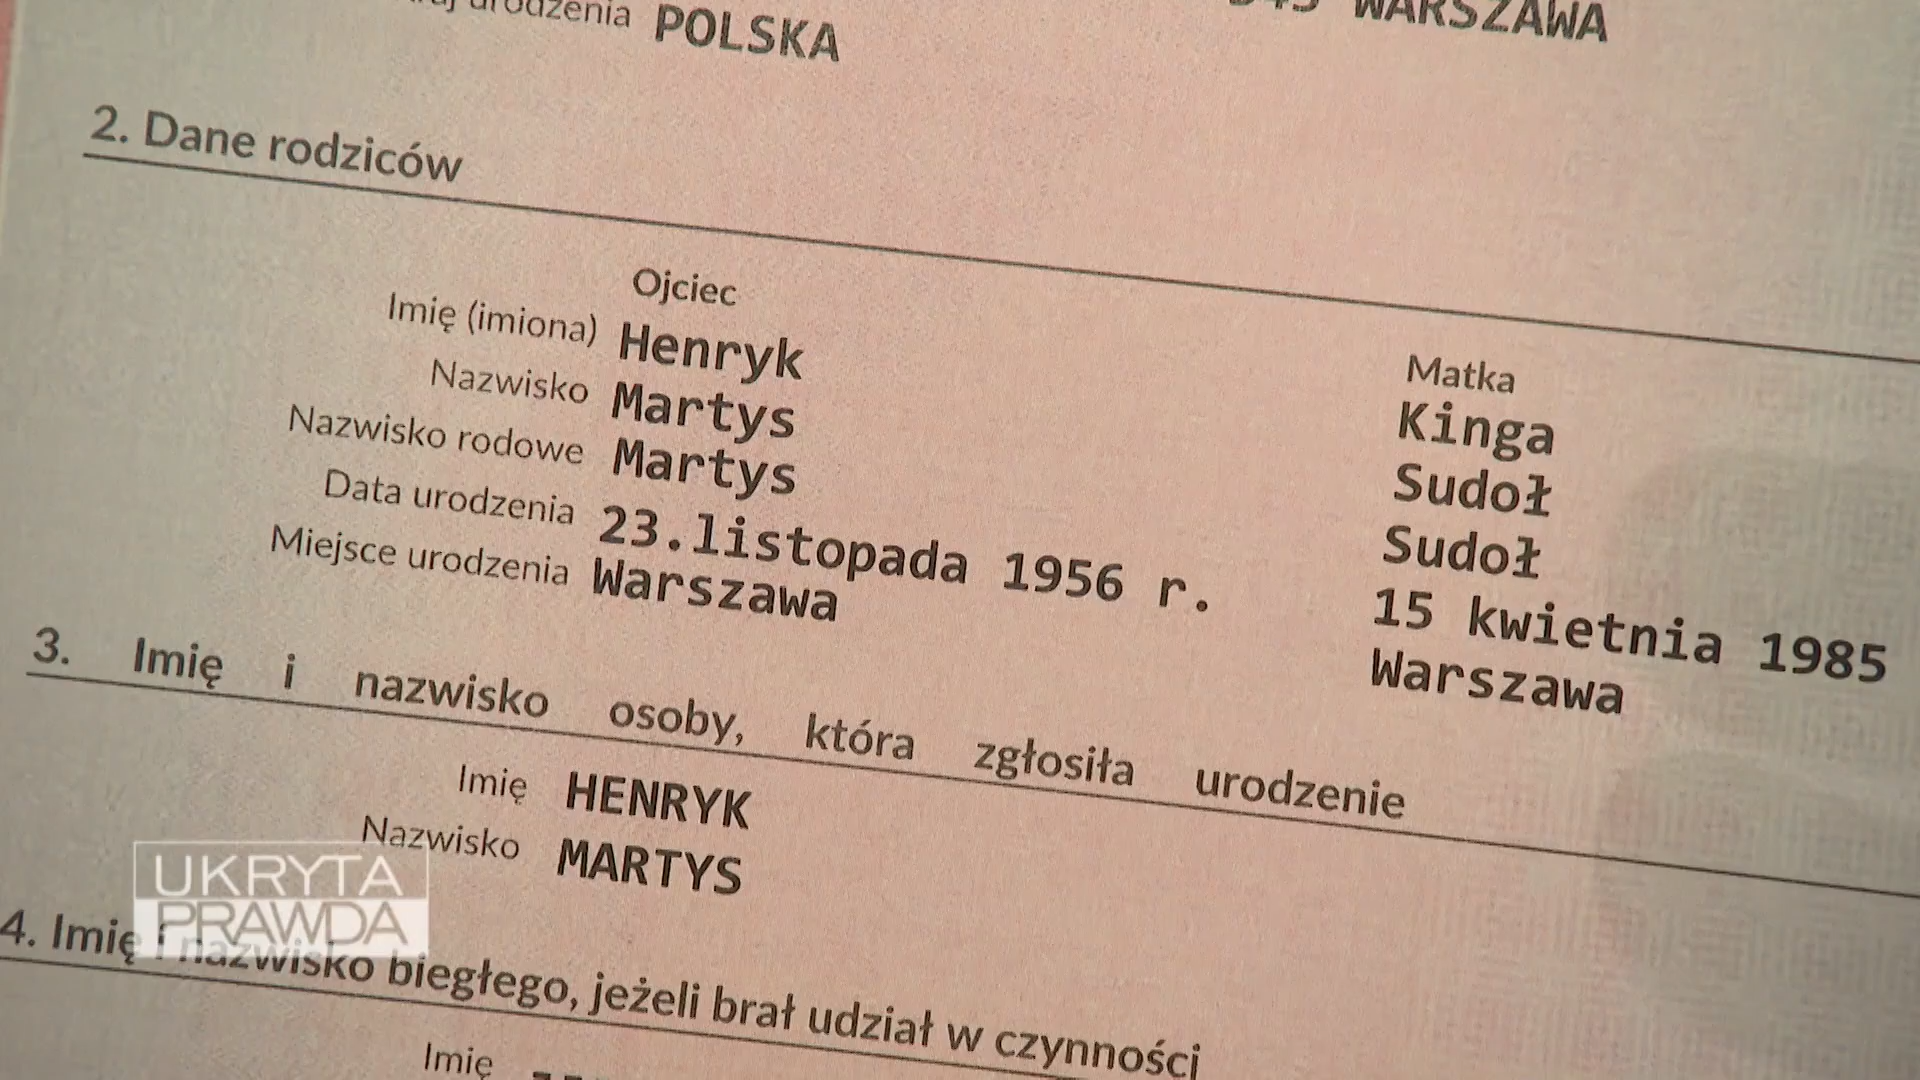 urodzenia POLSKA
WARSZAWA
2. Dane rodziców
Ojciec
Matka
Imię (imiona) Henryk Kinga
Nazwisko Martys Sudoł
Nazwisko rodowe Martys Sudoł
Data urodzenia 23.listopada 1956 r. 15 kwietnia 1985
Miejsce urodzenia Warszawa Warszawa
3. Imię i nazwisko osoby, która zgłosiła urodzenie
Imię HENRYK
Nazwisko MARTYS
4. Imię i nazwisko biegłego, jeżeli brał udział w czynności
Imię
UKRYTA
PRAWDA